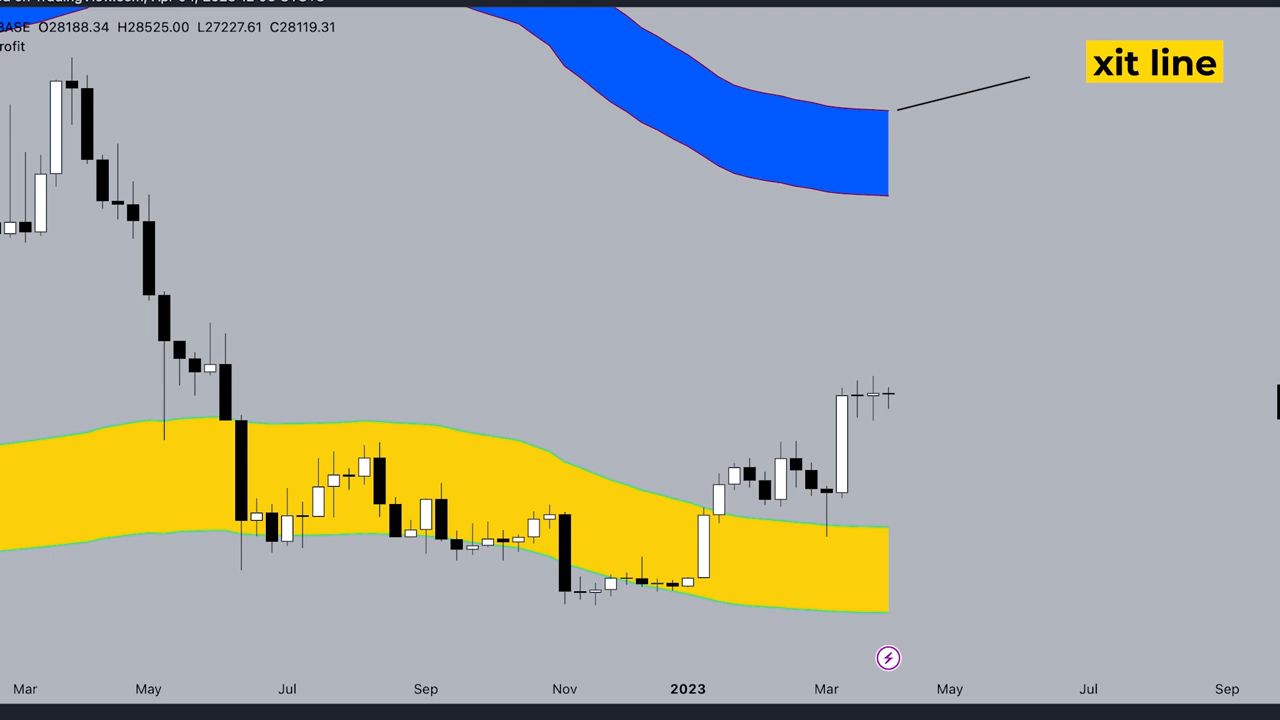 BASE O28188.34 H28525.00 L27227.61 C28119.31
rofit
xit line
Mar May Jul Sep Nov 2023 Mar May Jul Sep